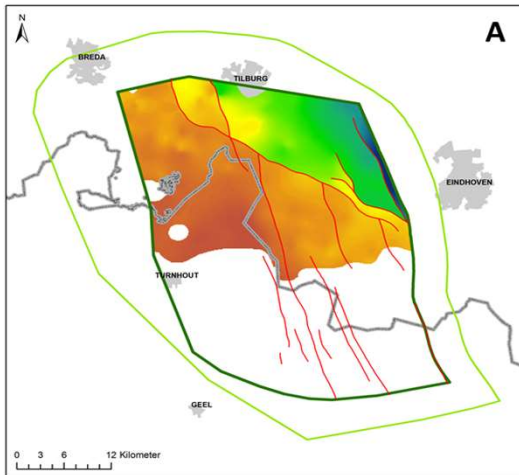 N
A
BREDA
TILBURG
EINDHOVEN
TURNHOUT
GEEL
0 3 6 12 Kilometer